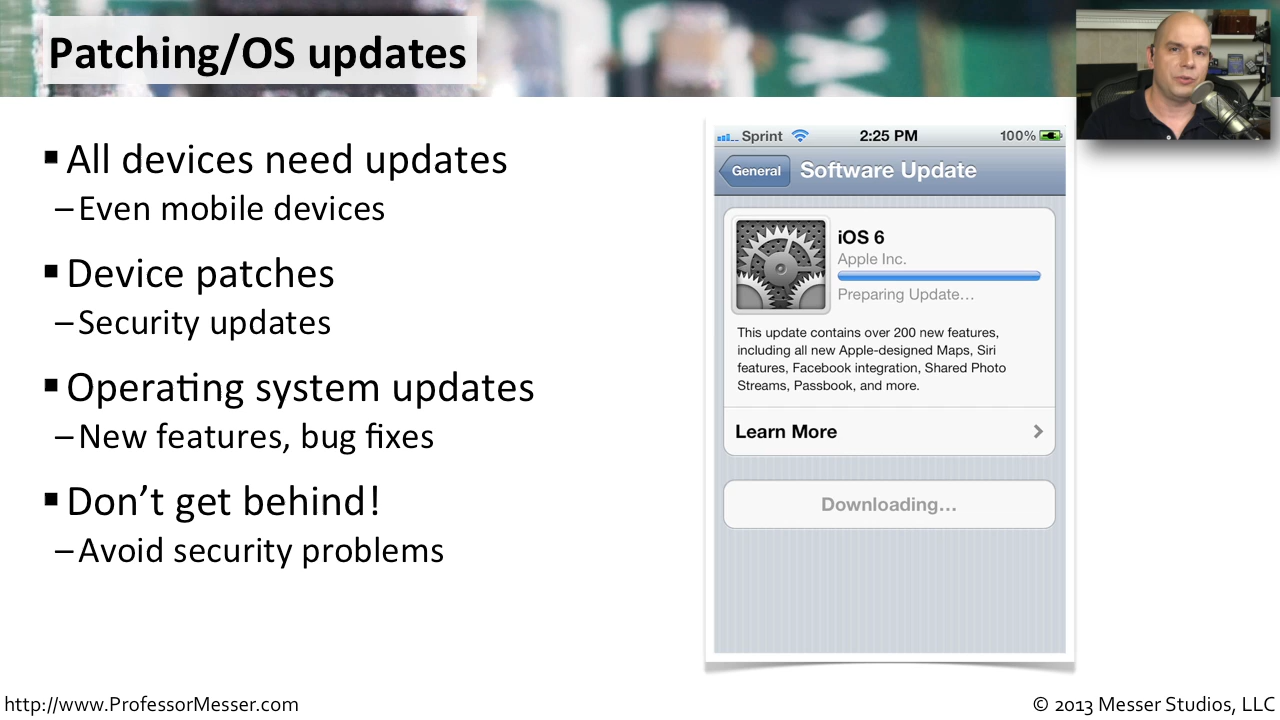 Patching/OS updates
▪ All devices need updates
– Even mobile devices
▪ Device patches
– Security updates
▪ Operating system updates
– New features, bug fixes
▪ Don’t get behind!
– Avoid security problems
Sprint 2:25 PM 100%
General Software Update
iOS 6
Apple Inc.
Preparing Update…
This update contains over 200 new features,
including all new Apple-designed Maps, Siri
features, Facebook integration, Shared Photo
Streams, Passbook, and more.
Learn More
Downloading…
http://www.ProfessorMesser.com
© 2013 Messer Studios, LLC